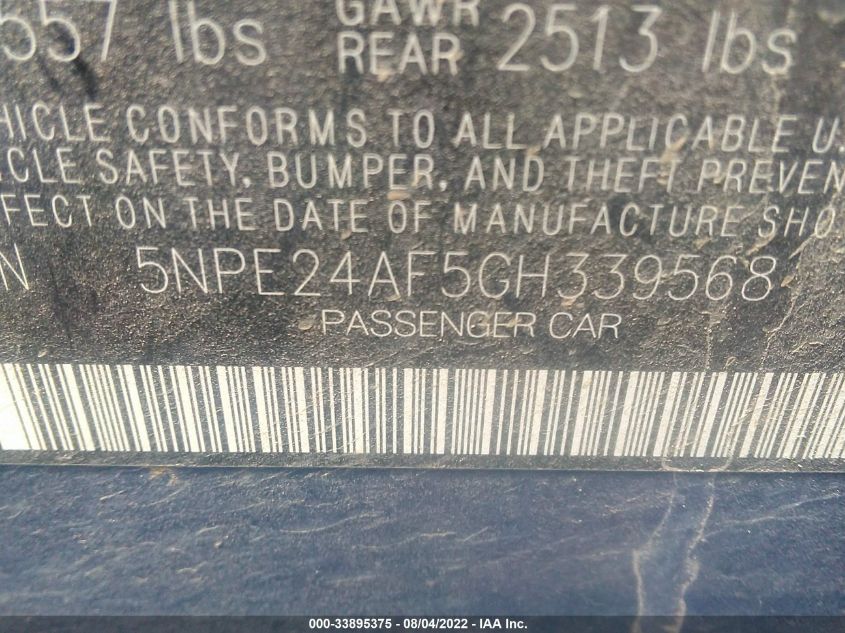 557 lbs GAWR REAR 2513 lbs
HICLE CONFORMS TO ALL APPLICABLE U.
CLE SAFETY, BUMPER, AND THEFT PREVEN
FECT ON THE DATE OF MANUFACTURE SHO
N 5NPE24AF5GH339568
PASSENGER CAR
000-33895375 - 08/04/2022 - IAA Inc.